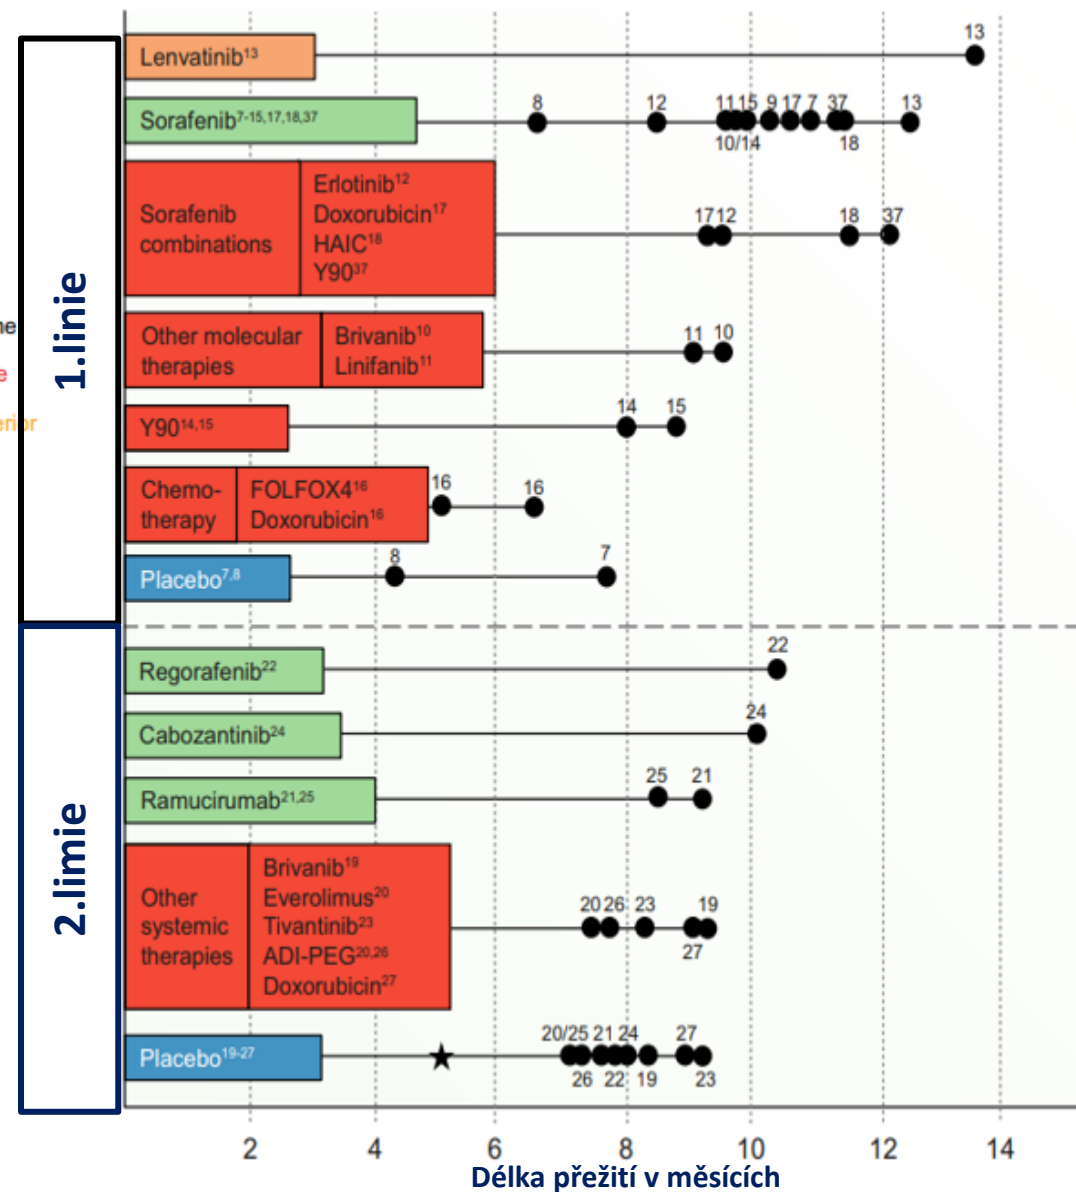 13
Lenvatinib¹³
8 12 11 15 9 17 7 37 13
Sorafenib⁷⁻¹⁵,¹⁷,¹⁸,³⁷
10/14 18
Erlotinib¹²
Sorafenib Doxorubicin¹⁷ 17 12 18 37
combinations HAIC¹⁸
Y90³⁷
ne
1.linie
Other molecular Brivanib¹⁰ 11 10
therapies Linifanib¹¹
e
erior
14 15
Y90¹⁴,¹⁵
Chemo- FOLFOX4¹⁶ 16 16
therapy Doxorubicin¹⁶
8 7
Placebo⁷,⁸
22
Regorafenib²²
24
Cabozantinib²⁴
25 21
Ramucirumab²¹,²⁵
2.limie
Brivanib¹⁹
Other Everolimus²⁰ 20 26 23 19
systemic Tivantinib²³
therapies ADI-PEG²⁰,²⁶ 27
Doxorubicin²⁷
20/25 21 24 27
Placebo¹⁹⁻²⁷
26 22 19 23
2 4 6 8 10 12 14
Délka přežití v měsících